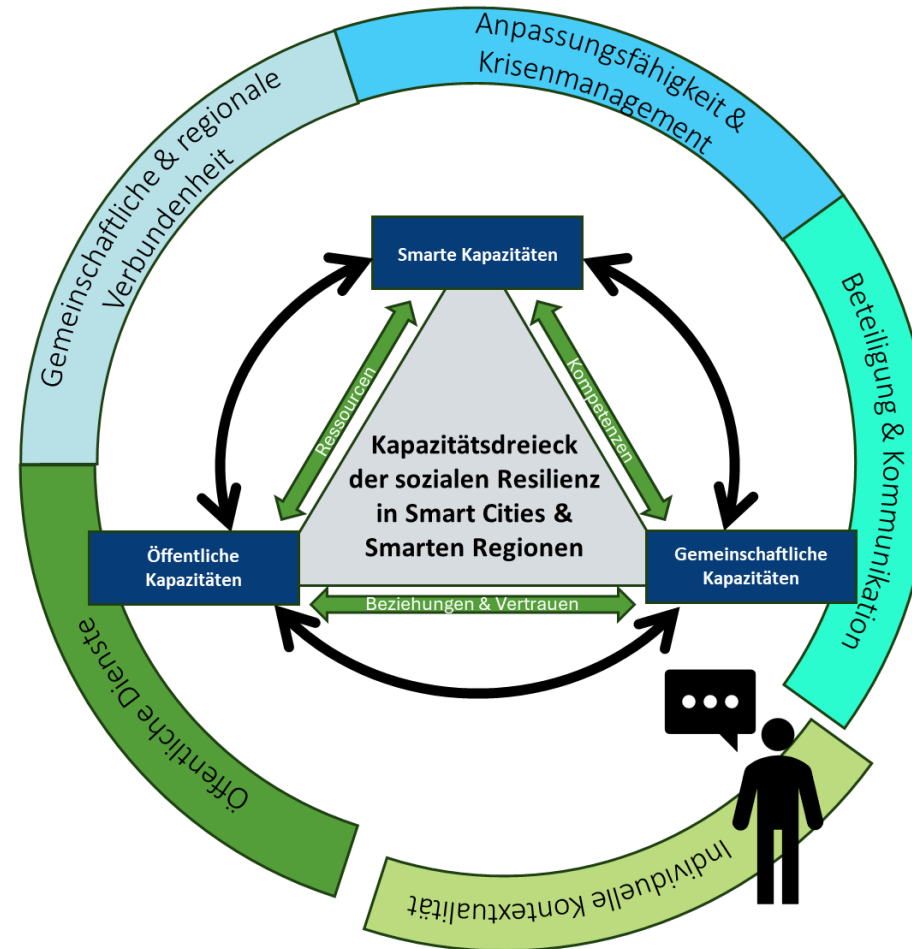 Gemeinschaftliche & regionale
Verbundenheit
Anpassungsfähigkeit &
Krisenmanagement
Beteiligung & Kommunikation
Individuelle Kontextualität
Öffentliche Dienste
Smarte Kapazitäten
Ressourcen
Kompetenzen
Kapazitätsdreieck
der sozialen Resilienz
in Smart Cities &
Smarten Regionen
Öffentliche
Kapazitäten
Gemeinschaftliche
Kapazitäten
Beziehungen & Vertrauen